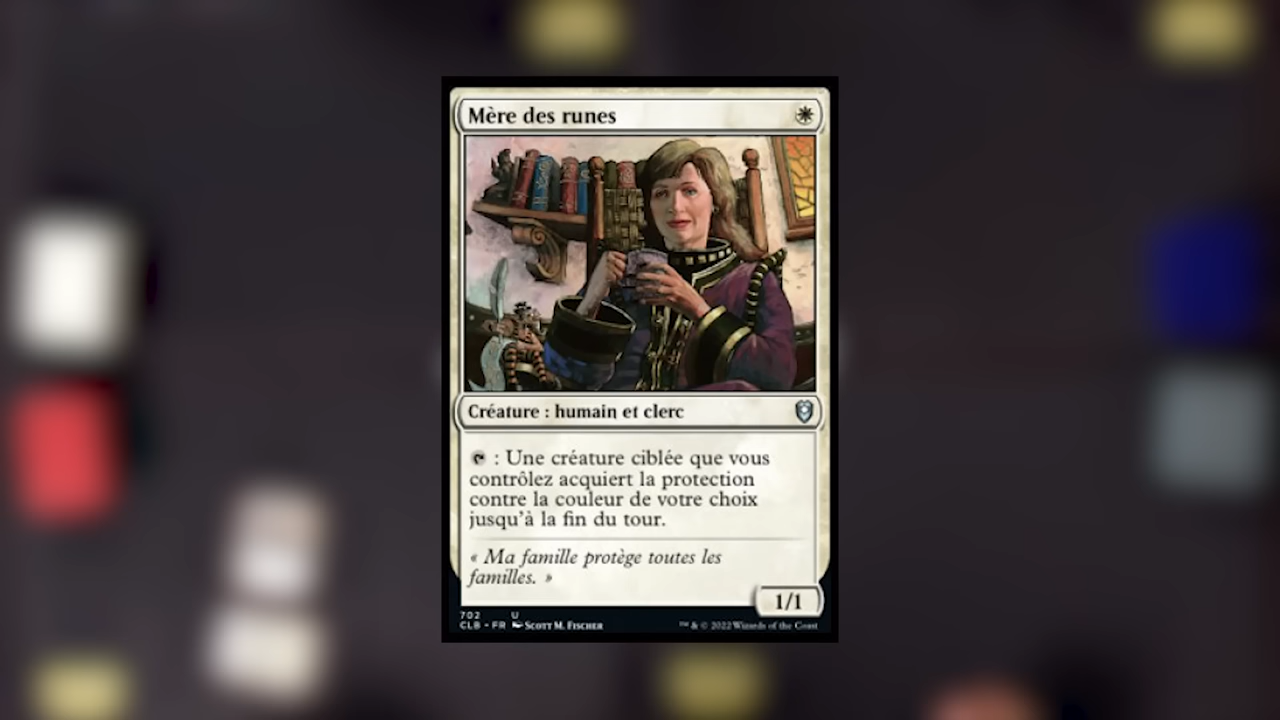 Mère des runes
Créature : humain et clerc
: Une créature ciblée que vous
contrôlez acquiert la protection
contre la couleur de votre choix
jusqu'à la fin du tour.
« Ma famille protège toutes les
familles. »
1/1
702 U
CLB • FR Scott M. Fischer
™ & © 2022 Wizards of the Coast